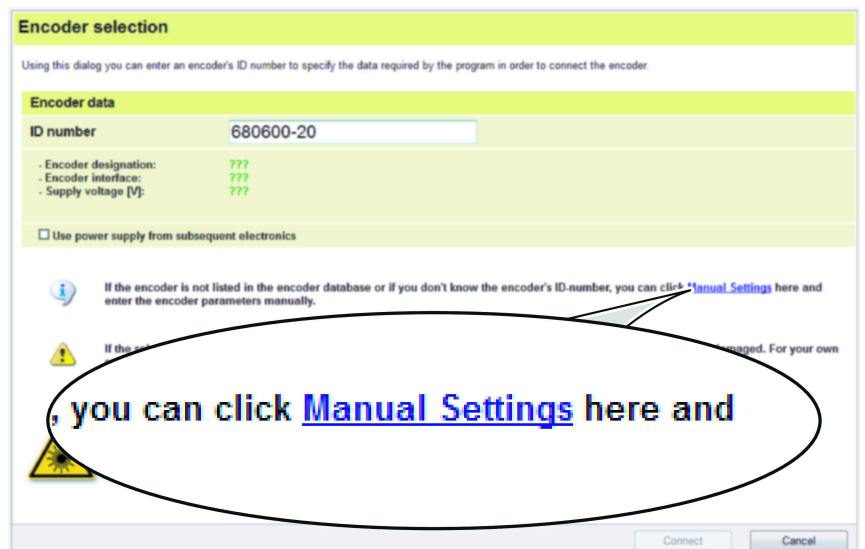 Encoder selection
Using this dialog you can enter an encoder's ID number to specify the data required by the program in order to connect the encoder.
Encoder data
ID number 680600-20
- Encoder designation: ???
- Encoder interface: ???
- Supply voltage [V]: ???
Use power supply from subsequent electronics
If the encoder is not listed in the encoder database or if you don't know the encoder's ID-number, you can click Manual Settings here and
enter the encoder parameters manually.
If the damaged. For your own
, you can click Manual Settings here and
Connect Cancel